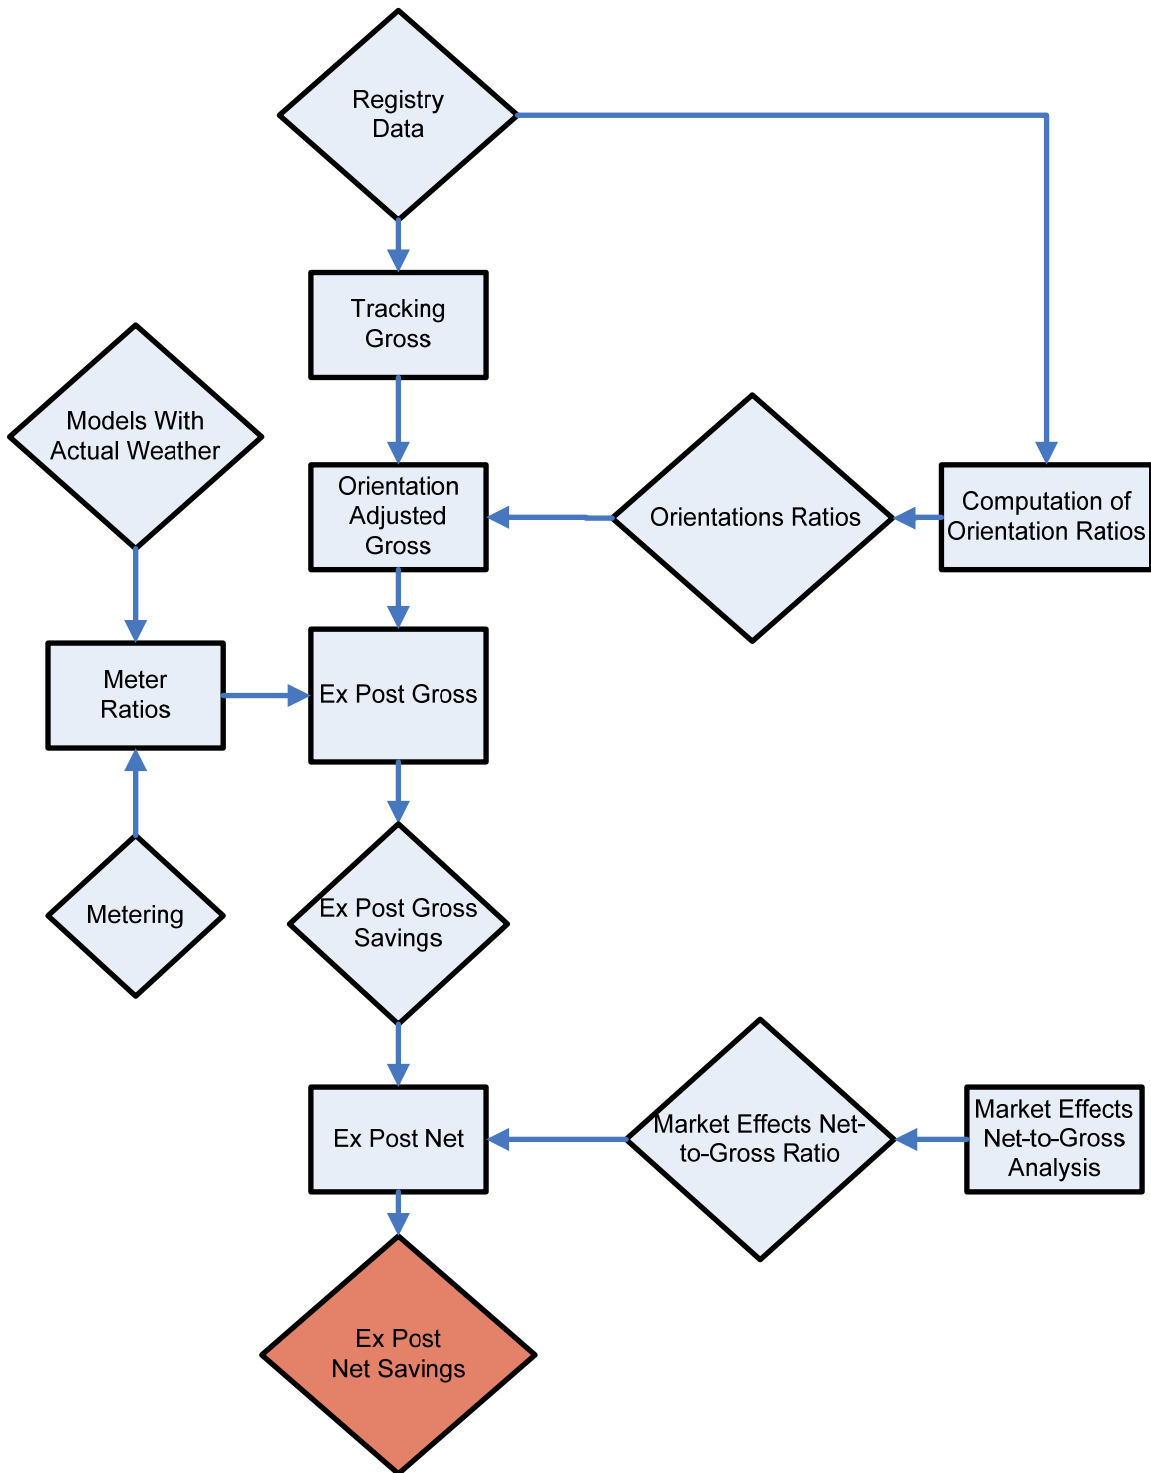 Registry
Data
Tracking
Gross
Models With
Actual Weather
Orientation
Adjusted
Gross
Orientations Ratios
Computation of
Orientation Ratios
Meter
Ratios
Ex Post Gross
Metering
Ex Post Gross
Savings
Ex Post Net
Market Effects Net-
to-Gross Ratio
Market Effects
Net-to-Gross
Analysis
Ex Post
Net Savings